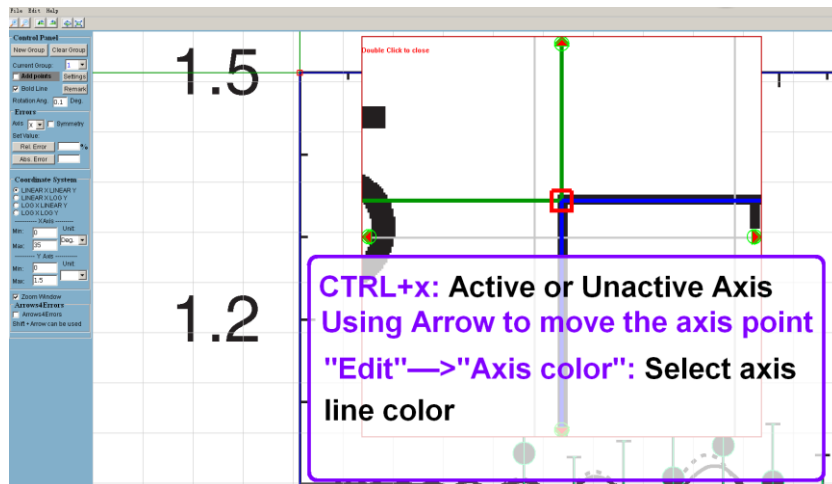 File Edit Help
Control Panel
New Group Clear Group
Current Group: 1
Add points Settings
Bold Line Remark
Rotation Ang. 0.1 Deg.
Errors
Axis: x Symmetry
Set Value:
Rel. Error %
Abs. Error
Coordinate System
LINEAR X LINEAR Y
LINEAR X LOG Y
LOG X LINEAR Y
LOG X LOG Y
X Axis
Min: 0 Unit:
Max: 35 Deg.
Y Axis
Min: 0 Unit:
Max: 1.5
Zoom Window
Arrows4Errors
Arrows4Errors
Shift + Arrow can be used
1.5
1.2
Double Click to close
CTRL+x: Active or Unactive Axis
Using Arrow to move the axis point
"Edit"—>"Axis color": Select axis
line color